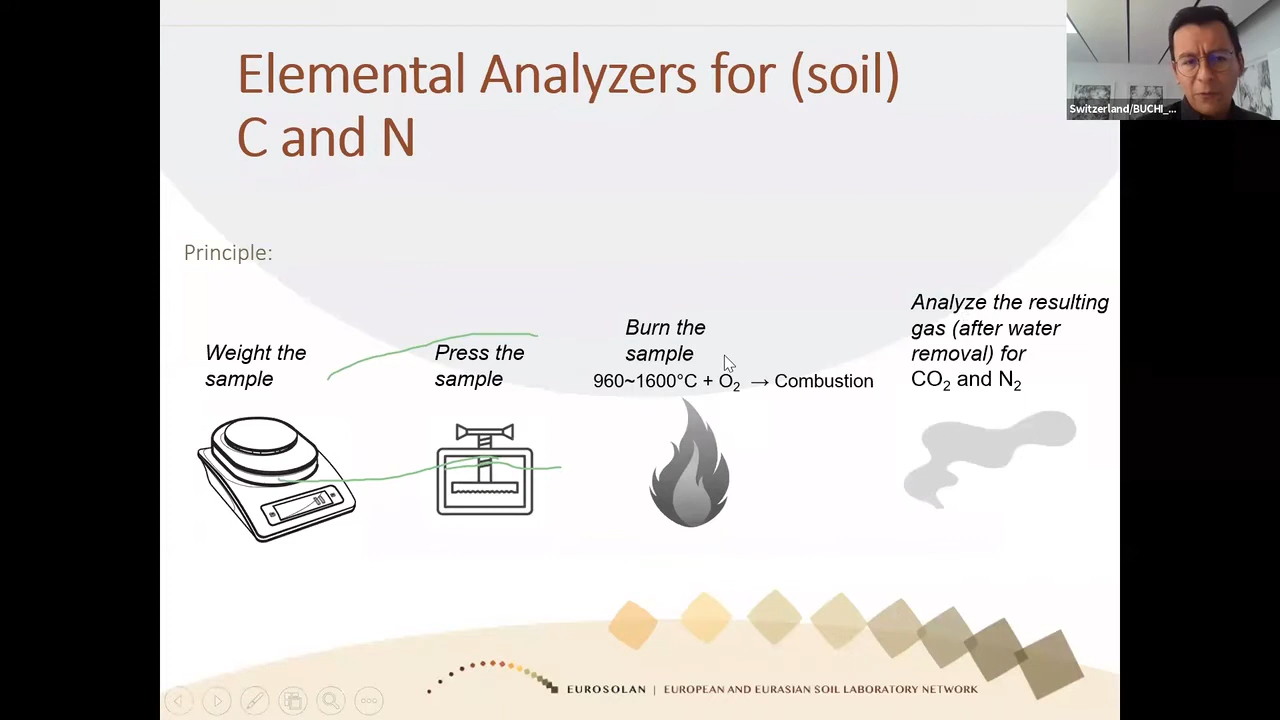 Elemental Analyzers for (soil)
C and N
Switzerland/BUCHI_...
Principle:
Weight the
sample
Press the
sample
Burn the
sample
960~1600°C + O₂ → Combustion
Analyze the resulting
gas (after water
removal) for
CO₂ and N₂
EUROSOLAN | EUROPEAN AND EURASIAN SOIL LABORATORY NETWORK